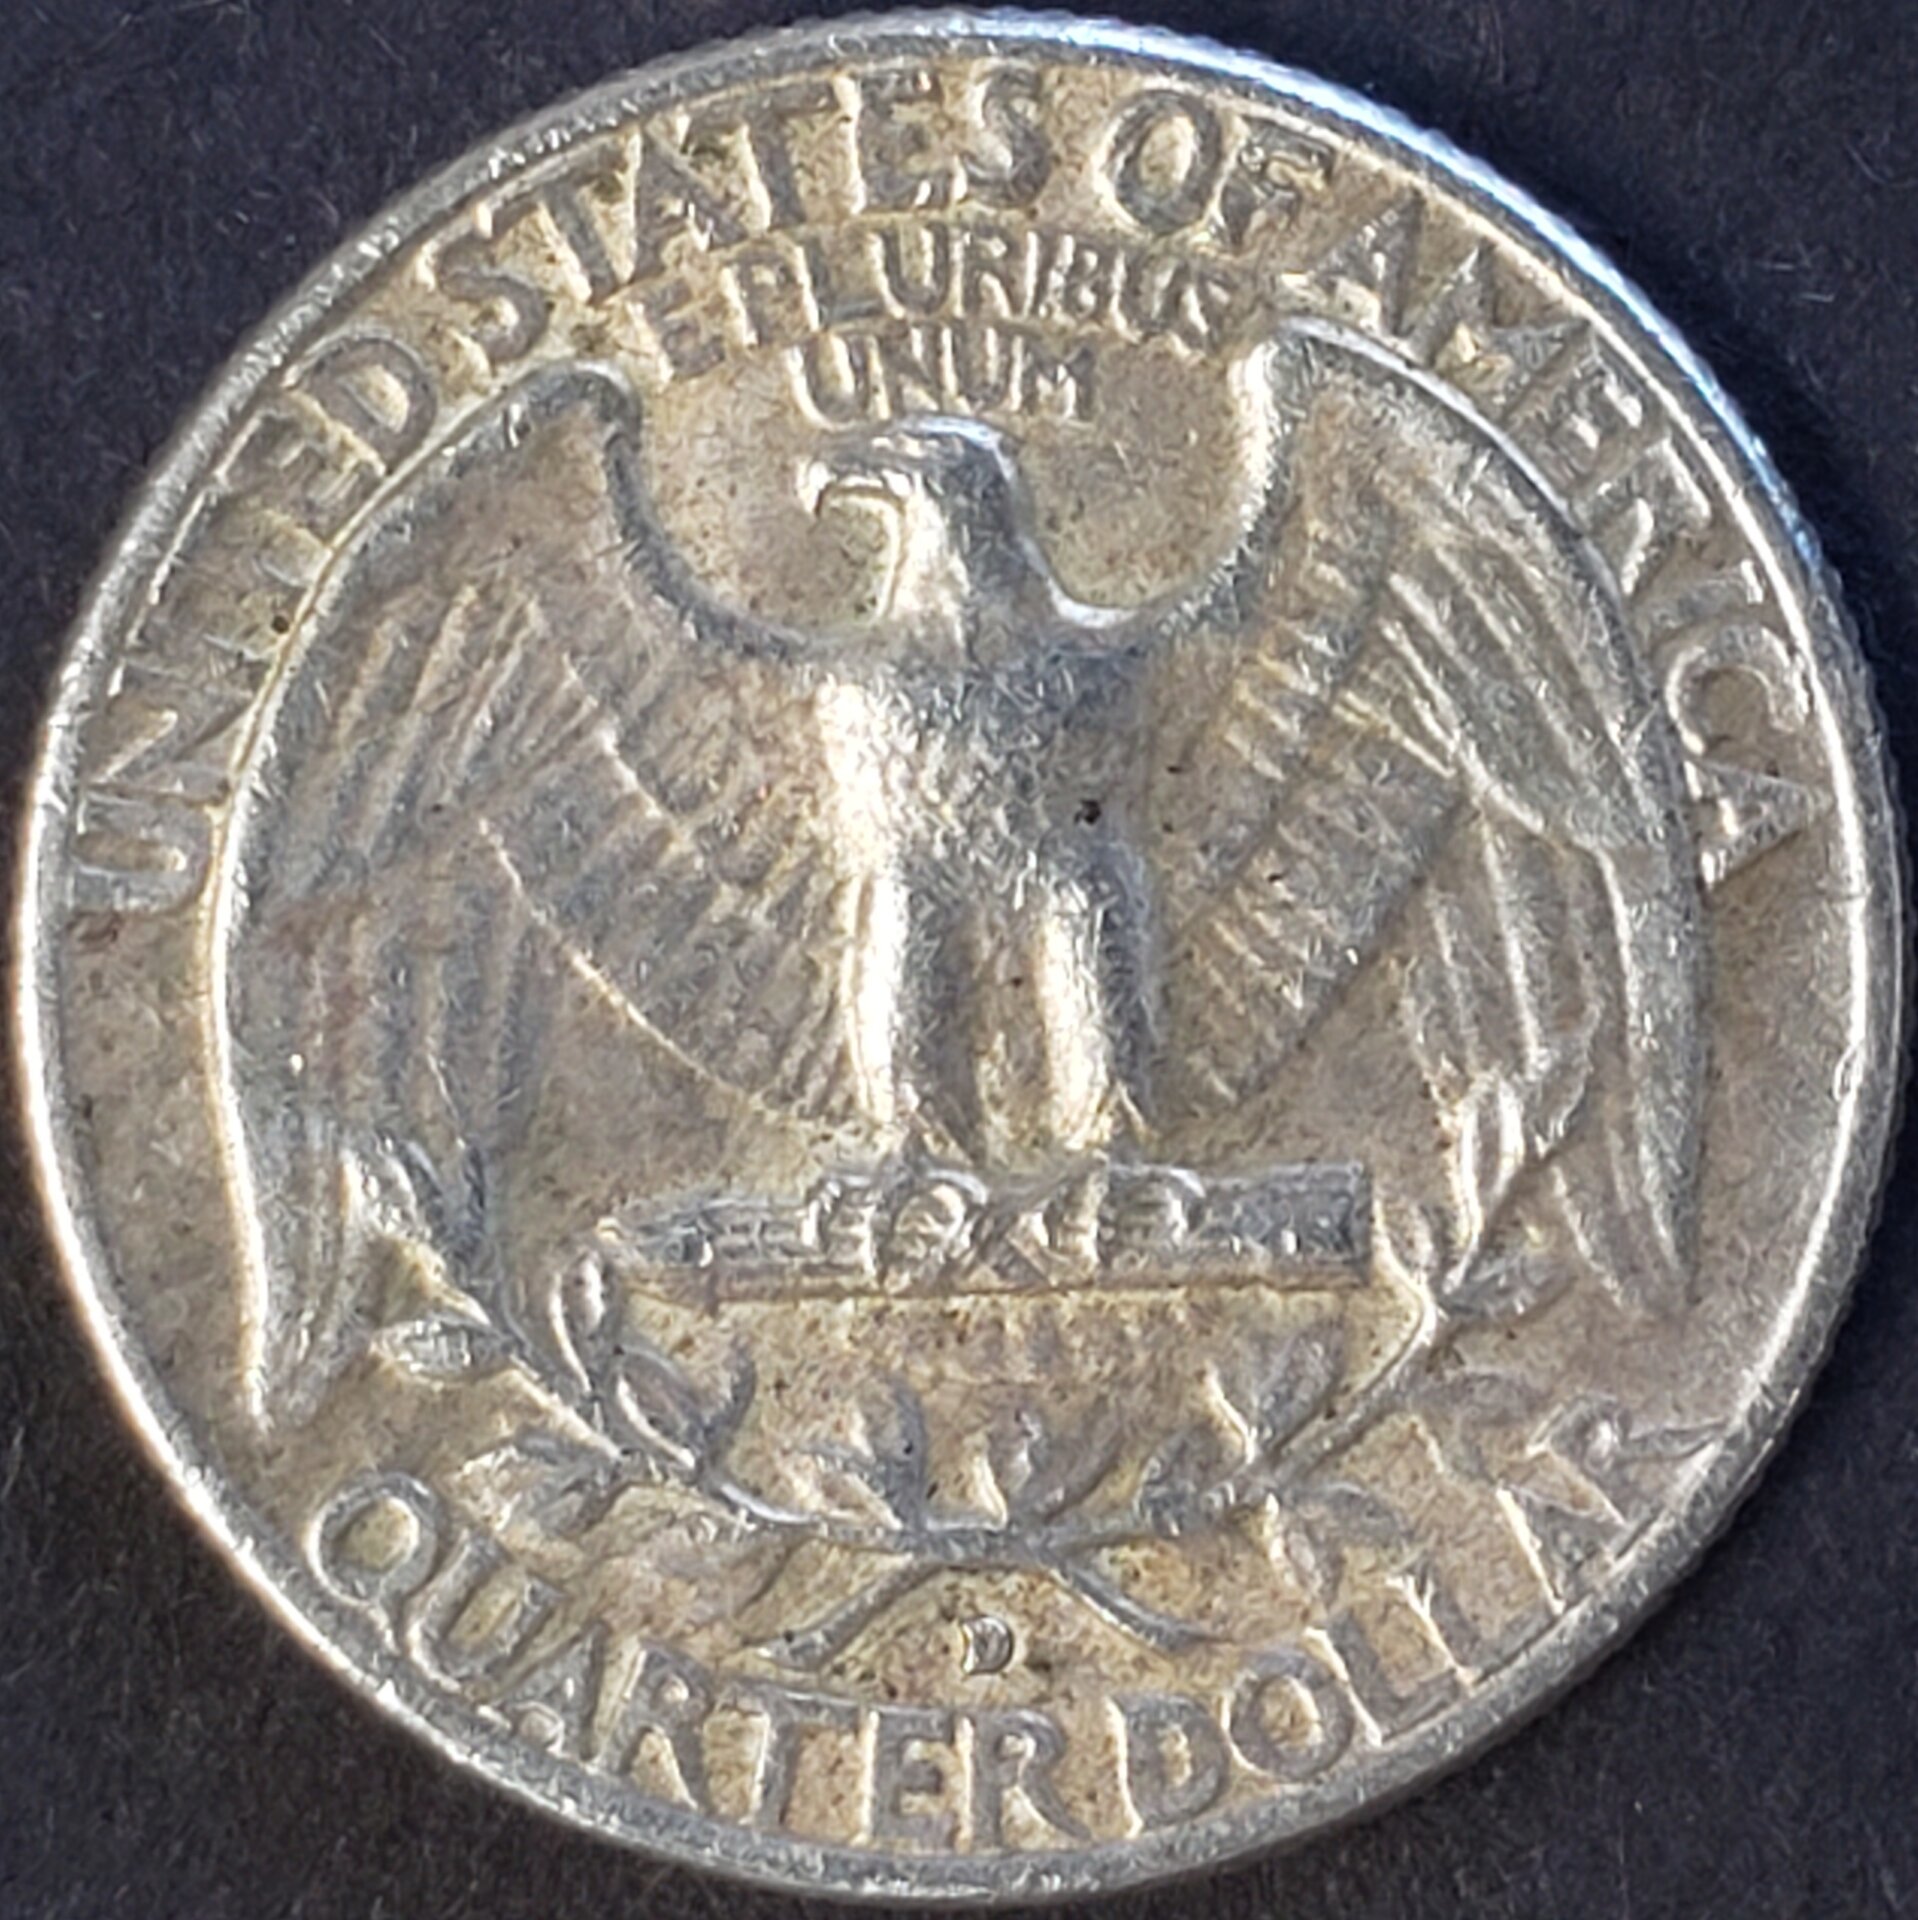 UNITED STATES OF AMERICA
E PLURIBUS
UNUM
D
QUARTER DOLLAR